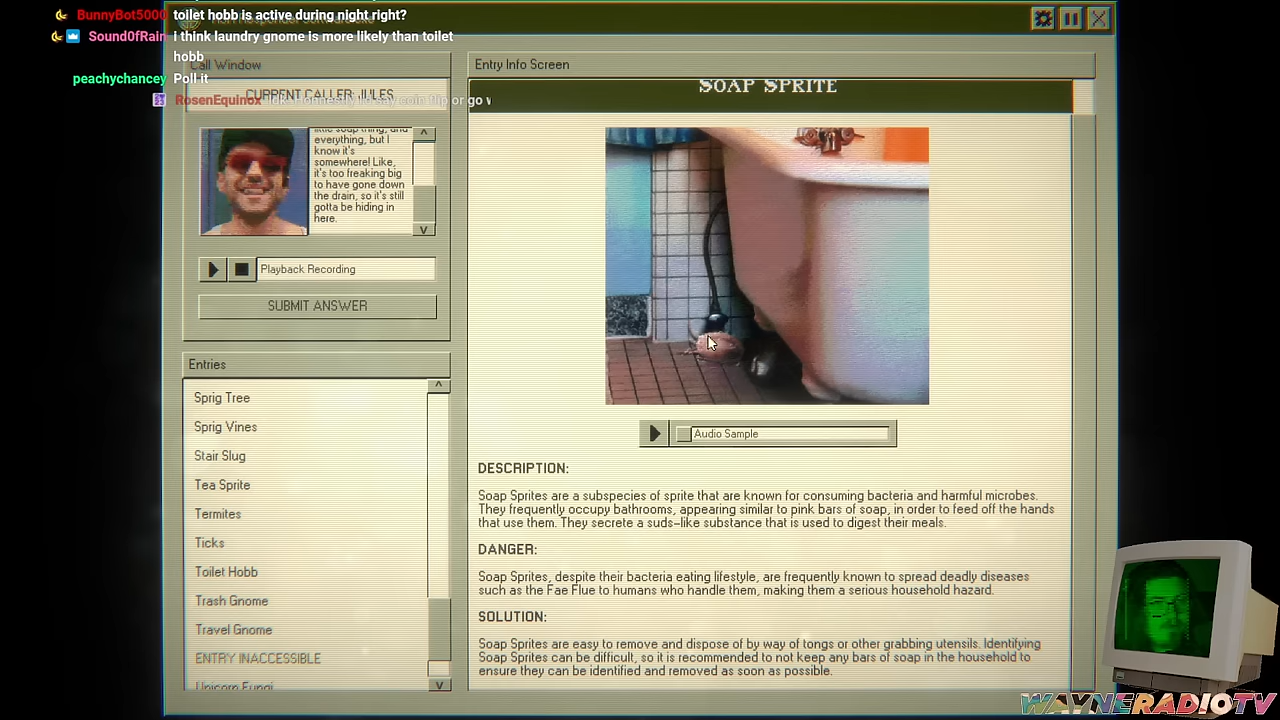 BunnyBot5000 toilet hobb is active during night right?
Sound0fRain i think laundry gnome is more likely than toilet
hobb
peachychancey Poll it
RosenEquinox
Call Window
CURRENT CALLER: JULES
little soap thing, and
everything, but I
know it's
somewhere! Like,
it's too freaking big
to have gone down
the drain, so it's still
gotta be hiding in
here.
Playback Recording
SUBMIT ANSWER
Entries
Sprig Tree
Sprig Vines
Stair Slug
Tea Sprite
Termites
Ticks
Toilet Hobb
Trash Gnome
Travel Gnome
ENTRY INACCESSIBLE
Unicorn Fungi
Entry Info Screen
SOAP SPRITE
Audio Sample
DESCRIPTION:
Soap Sprites are a subspecies of sprite that are known for consuming bacteria and harmful microbes.
They frequently occupy bathrooms, appearing similar to pink bars of soap, in order to feed off the hands
that use them. They secrete a suds-like substance that is used to digest their meals.
DANGER:
Soap Sprites, despite their bacteria eating lifestyle, are frequently known to spread deadly diseases
such as the Fae Flue to humans who handle them, making them a serious household hazard.
SOLUTION:
Soap Sprites are easy to remove and dispose of by way of tongs or other grabbing utensils. Identifying
Soap Sprites can be difficult, so it is recommended to not keep any bars of soap in the household to
ensure they can be identified and removed as soon as possible.
WAYNERADIOTV